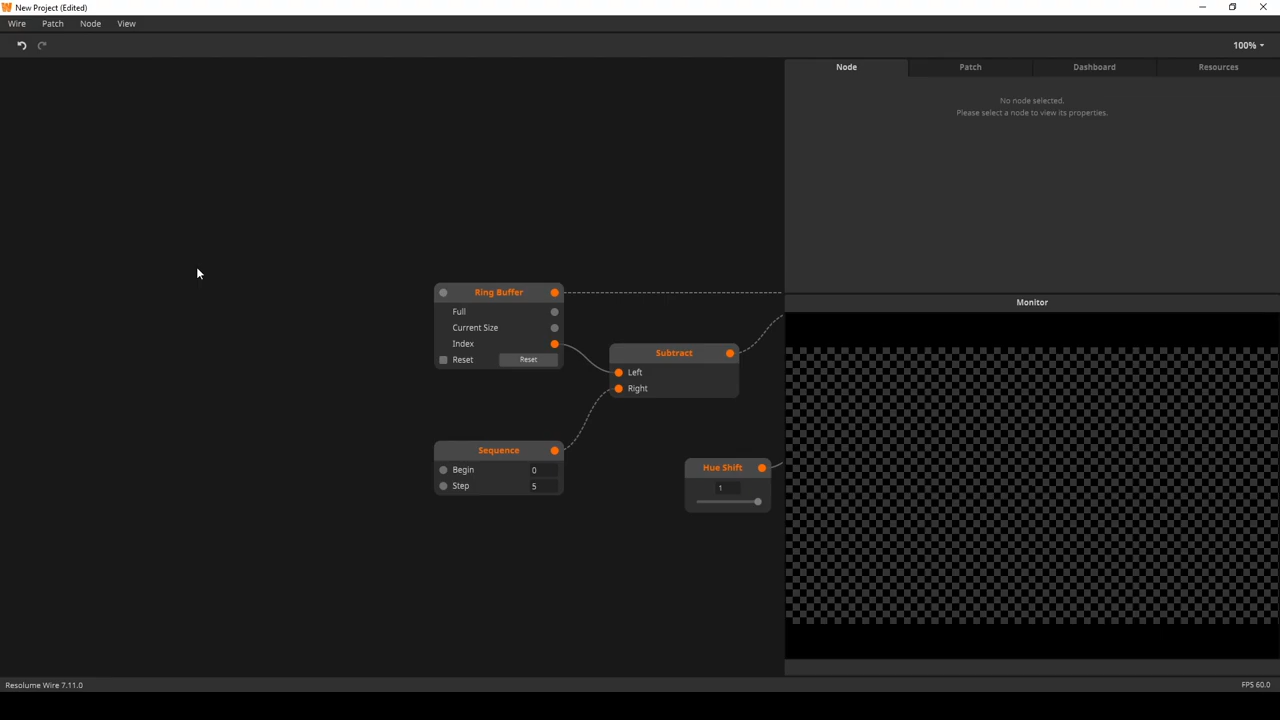 New Project (Edited)
Wire Patch Node View
100%
Node Patch Dashboard Resources
No node selected.
Please select a node to view its properties.
Monitor
Ring Buffer
Full
Current Size
Index
Reset Reset
Subtract
Left
Right
Sequence
Begin 0
Step 5
Hue Shift
1
Resolume Wire 7.11.0
FPS 60.0